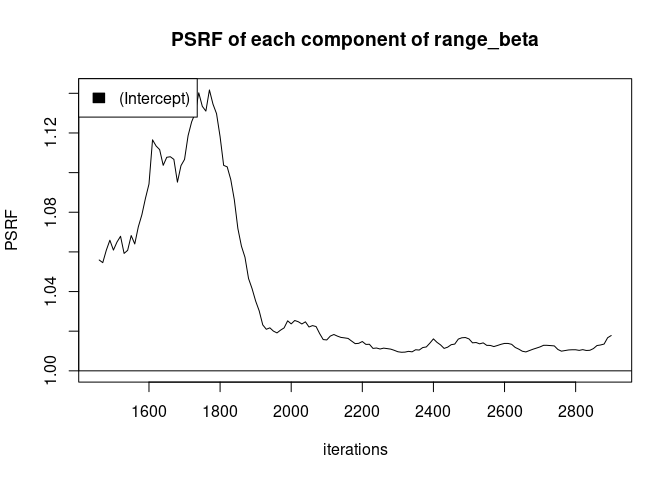 PSRF of each component of range_beta
(Intercept)
PSRF
1.12
1.08
1.04
1.00
1600 1800 2000 2200 2400 2600 2800
iterations